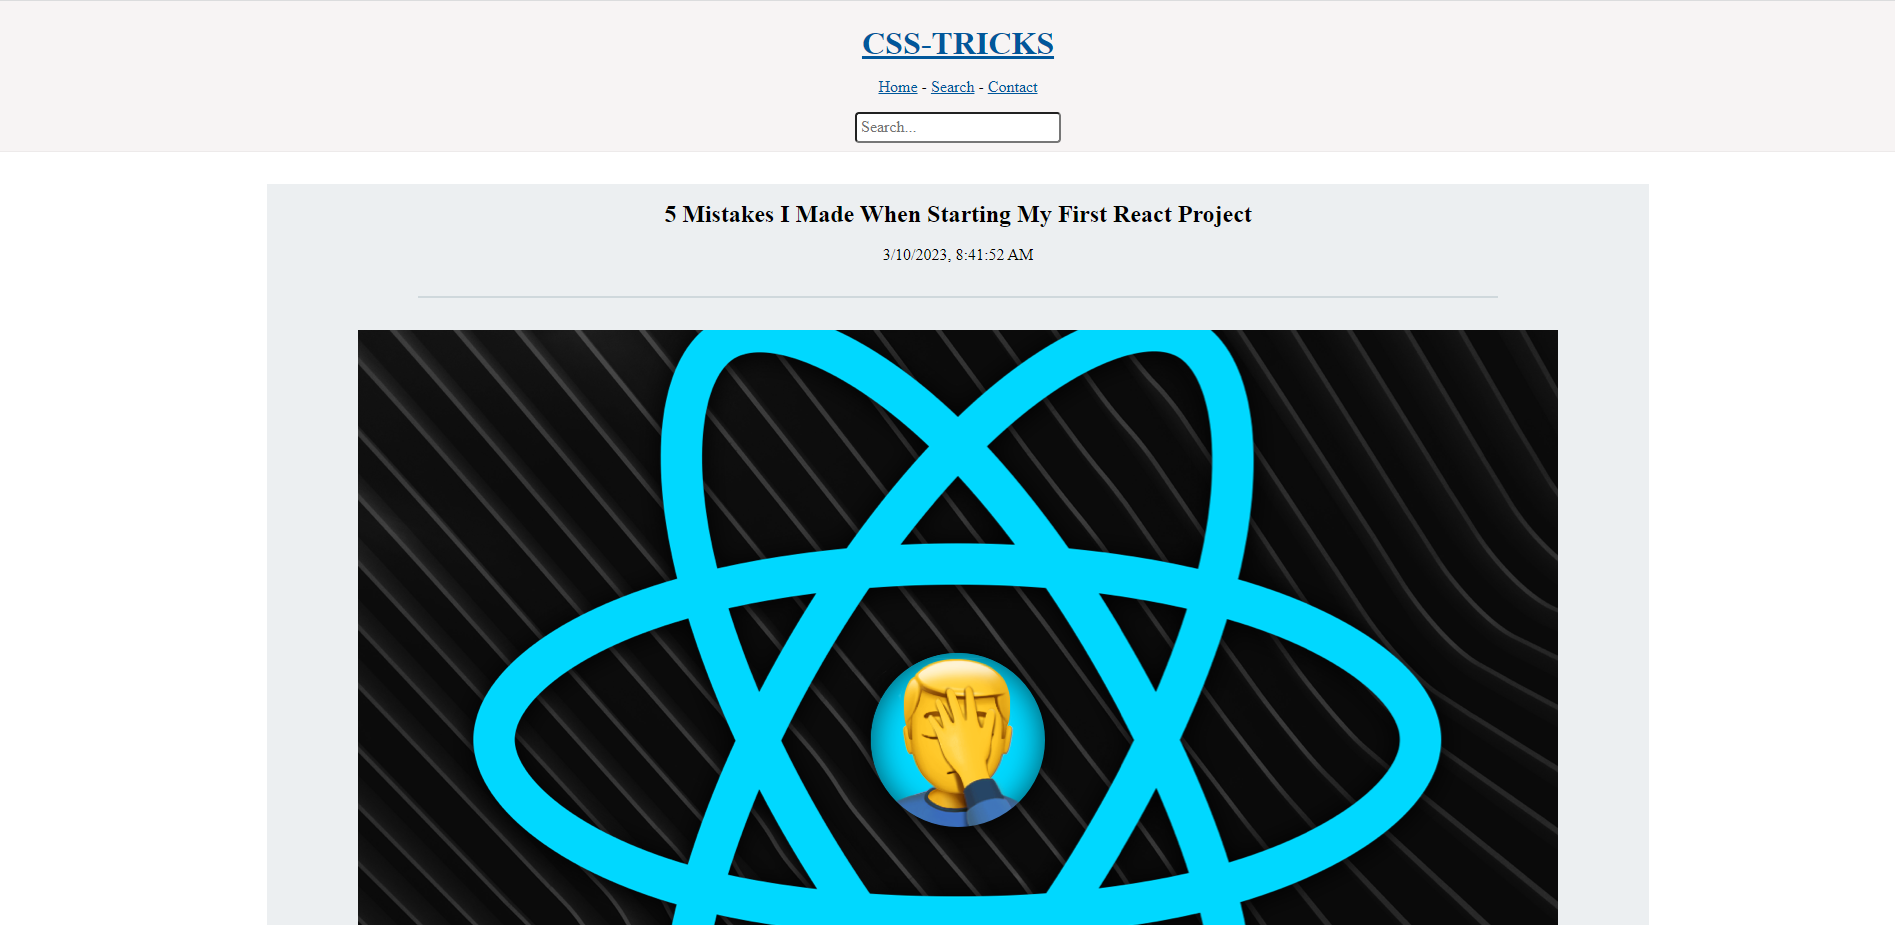 CSS-TRICKS
Home - Search - Contact
Search...
5 Mistakes I Made When Starting My First React Project
3/10/2023, 8:41:52 AM